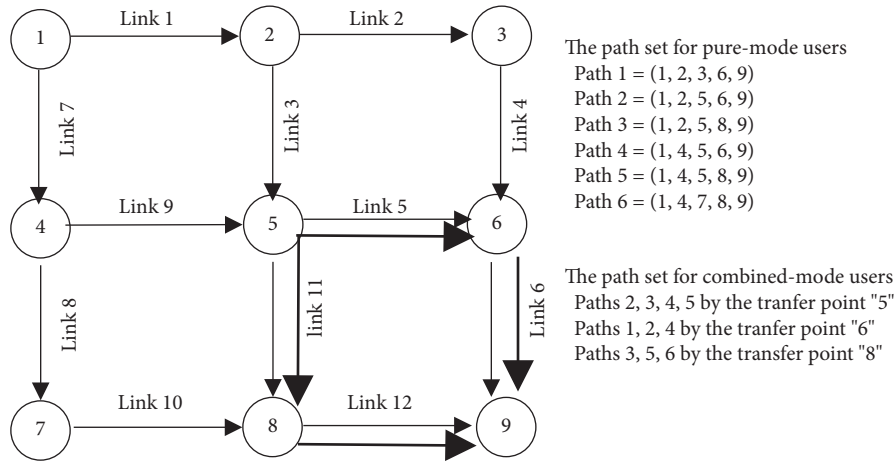 Link 1
Link 2
1
2
3
Link 7
Link 3
Link 4
Link 9
Link 5
4
5
6
Link 8
link 11
Link 6
Link 10
Link 12
7
8
9
The path set for pure-mode users
Path 1 = (1, 2, 3, 6, 9)
Path 2 = (1, 2, 5, 6, 9)
Path 3 = (1, 2, 5, 8, 9)
Path 4 = (1, 4, 5, 6, 9)
Path 5 = (1, 4, 5, 8, 9)
Path 6 = (1, 4, 7, 8, 9)
The path set for combined-mode users
Paths 2, 3, 4, 5 by the tranfer point "5"
Paths 1, 2, 4 by the tranfer point "6"
Paths 3, 5, 6 by the transfer point "8"